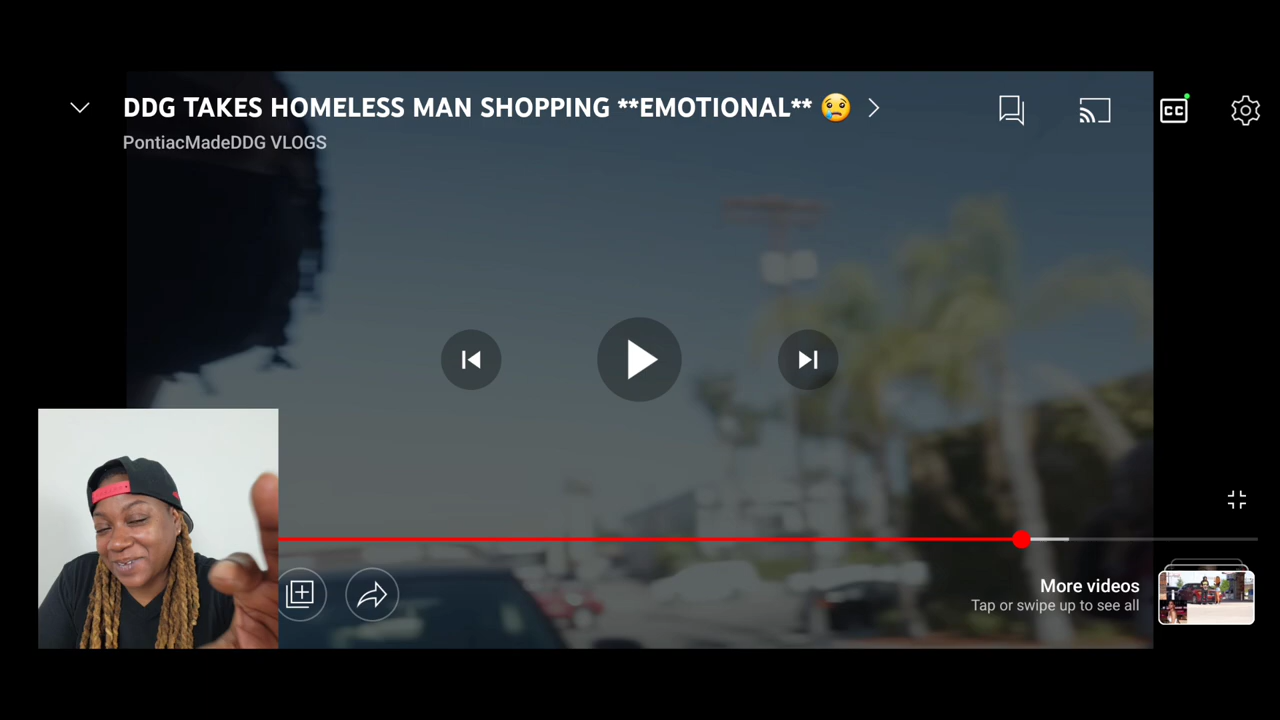 DDG TAKES HOMELESS MAN SHOPPING **EMOTIONAL** 😢
PontiacMadeDDG VLOGS
CC
More videos
Tap or swipe up to see all